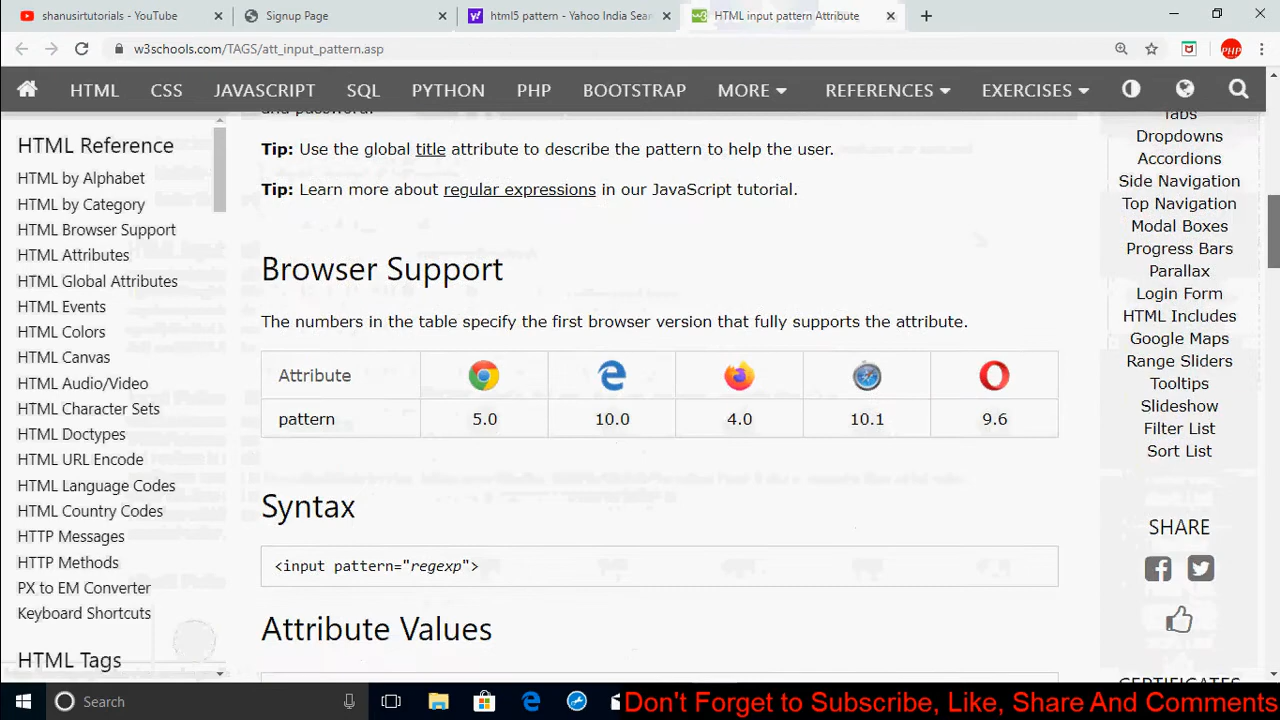 shanusirtutorials - YouTube
Signup Page
html5 pattern - Yahoo India Sear
HTML input pattern Attribute
w3schools.com/TAGS/att_input_pattern.asp
PHP
HTML CSS JAVASCRIPT SQL PYTHON PHP BOOTSTRAP MORE REFERENCES EXERCISES
HTML Reference
HTML by Alphabet
HTML by Category
HTML Browser Support
HTML Attributes
HTML Global Attributes
HTML Events
HTML Colors
HTML Canvas
HTML Audio/Video
HTML Character Sets
HTML Doctypes
HTML URL Encode
HTML Language Codes
HTML Country Codes
HTTP Messages
HTTP Methods
PX to EM Converter
Keyboard Shortcuts
HTML Tags
and password.
Tip: Use the global title attribute to describe the pattern to help the user.
Tip: Learn more about regular expressions in our JavaScript tutorial.
Browser Support
The numbers in the table specify the first browser version that fully supports the attribute.
Attribute
pattern 5.0 10.0 4.0 10.1 9.6
Syntax
<input pattern="regexp">
Attribute Values
Tabs
Dropdowns
Accordions
Side Navigation
Top Navigation
Modal Boxes
Progress Bars
Parallax
Login Form
HTML Includes
Google Maps
Range Sliders
Tooltips
Slideshow
Filter List
Sort List
SHARE
CERTIFICATES
Search
Don't Forget to Subscribe, Like, Share And Comments